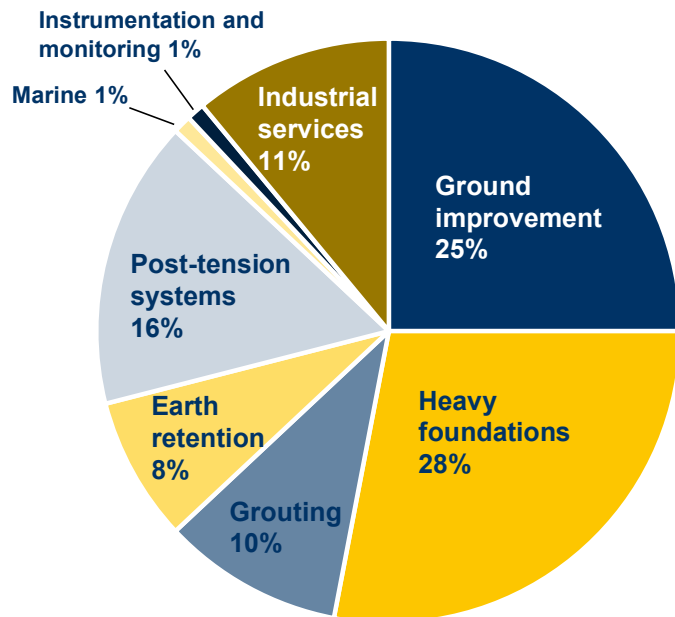 Instrumentation and
monitoring 1%
Marine 1%
Industrial
services
11%
Ground
improvement
25%
Post-tension
systems
16%
Heavy
foundations
28%
Earth
retention
8%
Grouting
10%